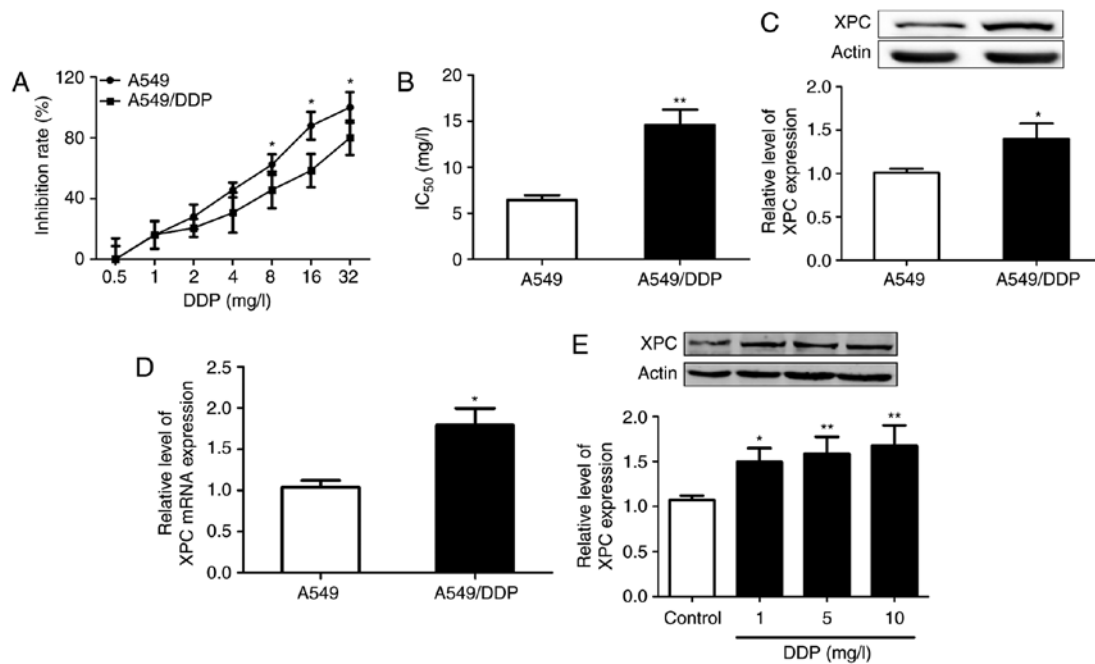 A
Inhibition rate (%)
120
80
40
0
A549
A549/DDP
*
*
*
0.5 1 2 4 8 16 32
DDP (mg/l)
B
IC50 (mg/l)
20
15
10
5
0
**
A549 A549/DDP
C
XPC
Actin
Relative level of
XPC expression
2.0
1.5
1.0
0.5
0.0
*
A549 A549/DDP
D
Relative level of
XPC mRNA expression
2.5
2.0
1.5
1.0
0.5
0.0
*
A549 A549/DDP
E
XPC
Actin
Relative level of
XPC expression
2.0
1.5
1.0
0.5
0.0
*
**
**
Control 1 5 10
DDP (mg/l)